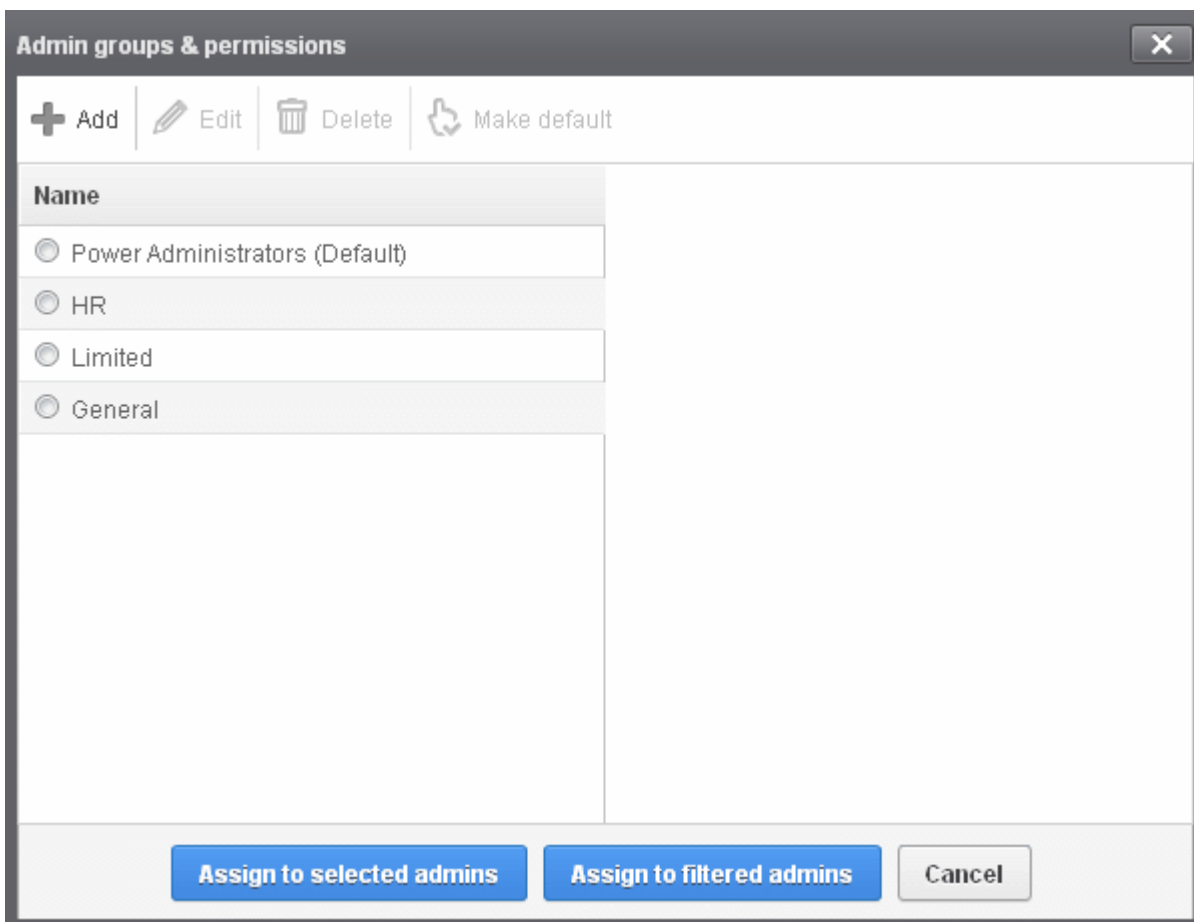 Admin groups & permissions
Add Edit Delete Make default
Name
Power Administrators (Default)
HR
Limited
General
Assign to selected admins Assign to filtered admins Cancel